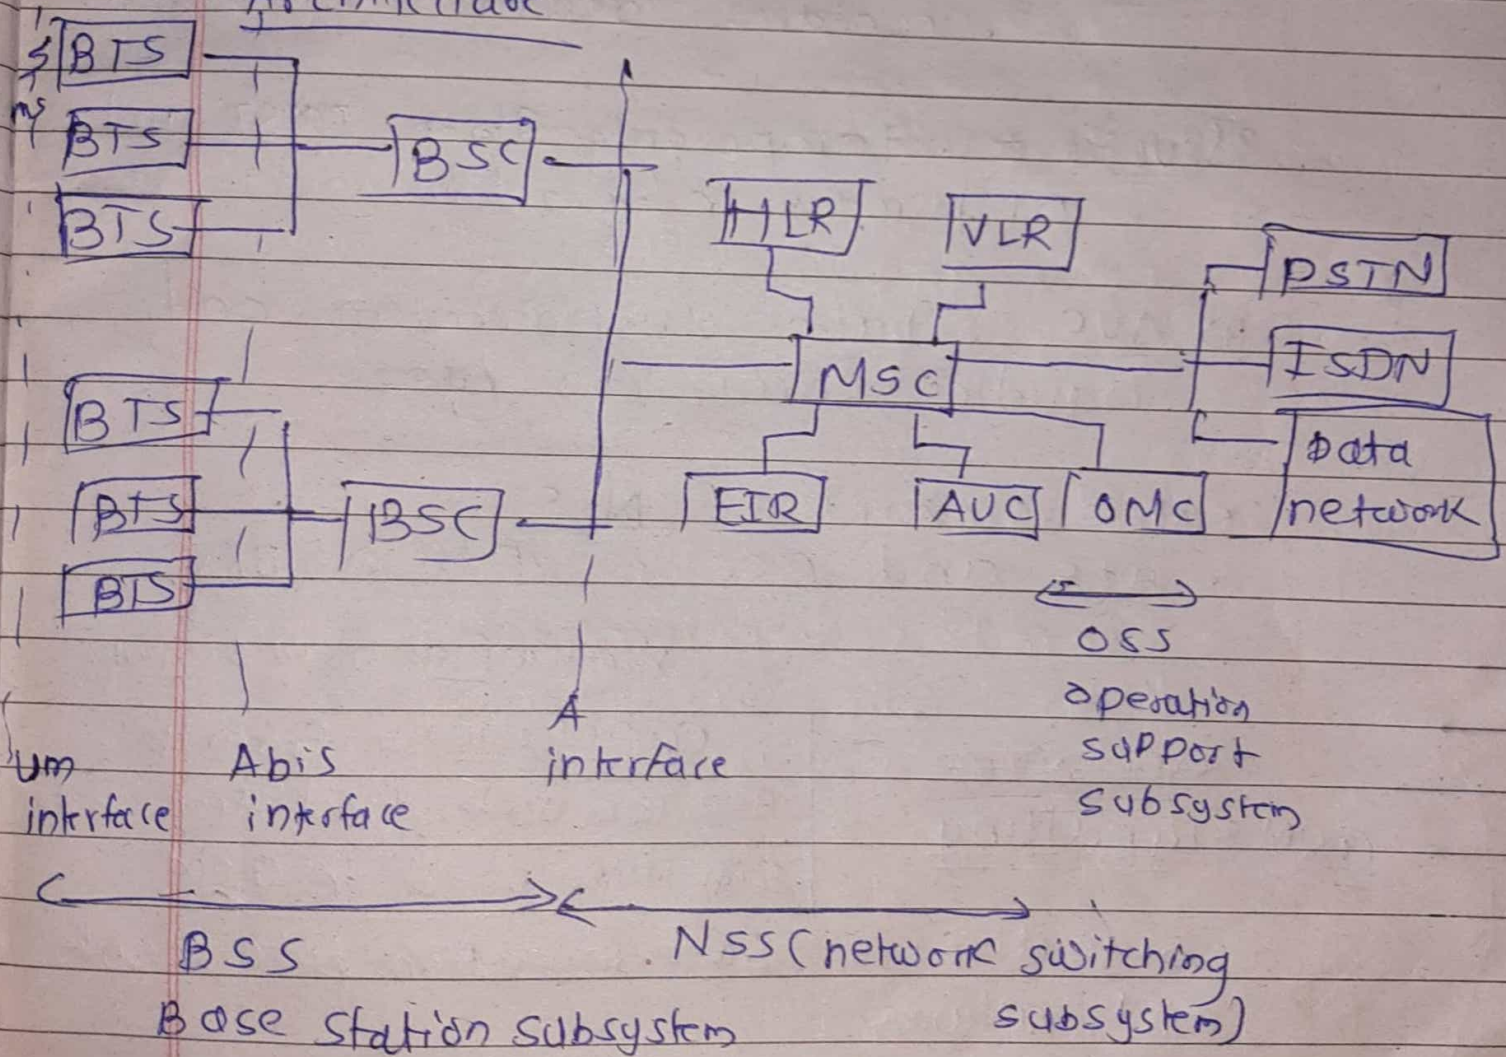 BTS
BTS
BTS
BSC
HLR
VLR
PSTN
MSC
ISDN
BTS
Data
network
BTS
BSC
EIR
AUC
OMC
BTS
OSS
operation
support
subsystem
A
interface
um
interface
Abis
interface
BSS
Base station subsystem
NSS (network switching
subsystem)